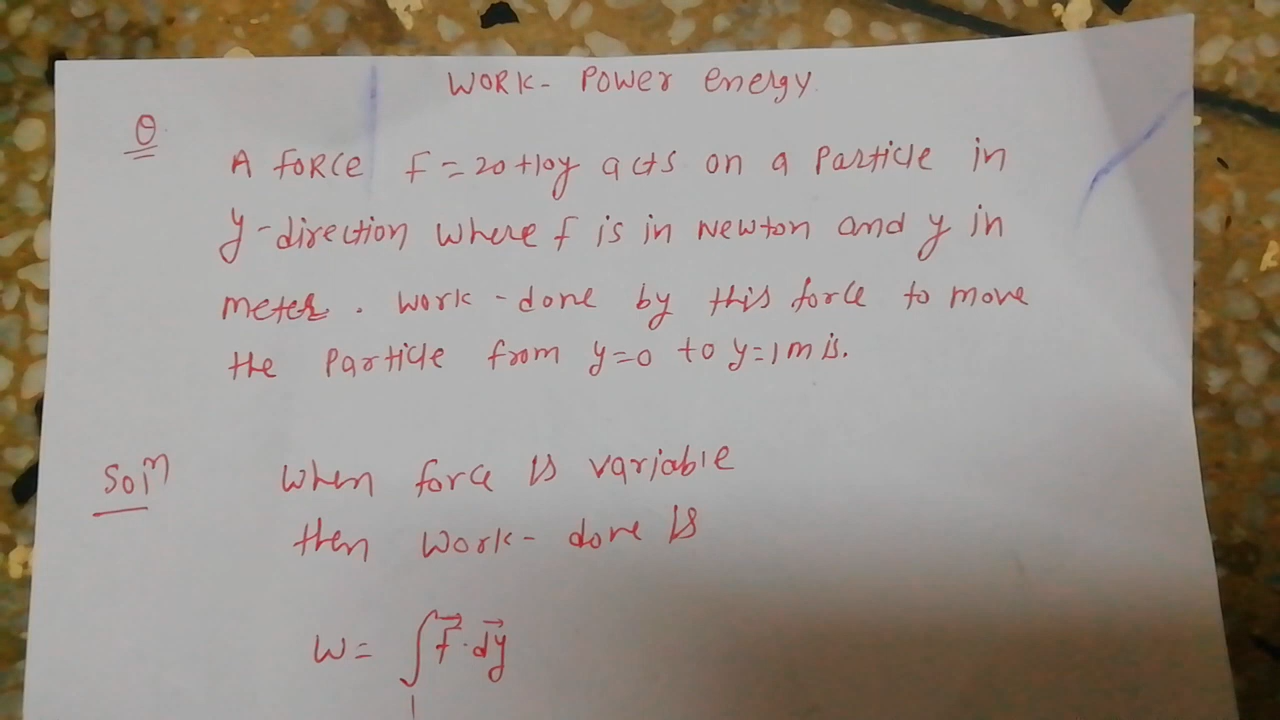 WORK- Power energy.
Q
A force F = 20 + 10y acts on a particle in
y-direction where f is in Newton and y in
meter. work-done by this force to move
the Particle from y=0 to y=1m is.
Solⁿ when force is variable
then work-done is
W = ∫f⃗·dy⃗